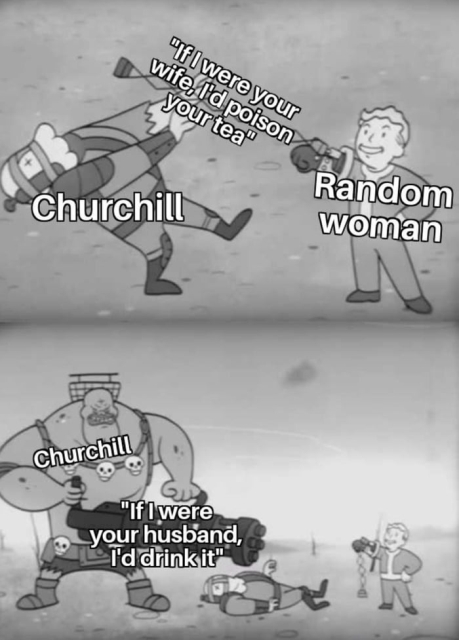 "If I were your
wife, I'd poison
your tea"
Churchill
Random
woman
Churchill
"If I were
your husband,
I'd drink it"